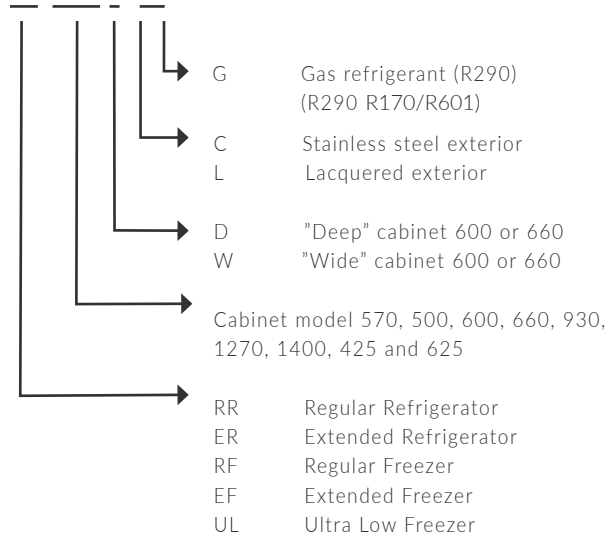 G Gas refrigerant (R290)
(R290 R170/R601)
C Stainless steel exterior
L Lacquered exterior
D ”Deep” cabinet 600 or 660
W ”Wide” cabinet 600 or 660
Cabinet model 570, 500, 600, 660, 930,
1270, 1400, 425 and 625
RR Regular Refrigerator
ER Extended Refrigerator
RF Regular Freezer
EF Extended Freezer
UL Ultra Low Freezer